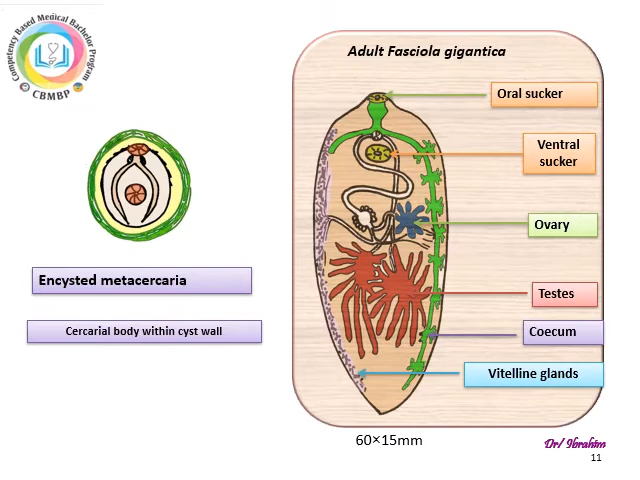 Competency Based Medical Bachelor Program
CBMBP
Adult Fasciola gigantica
Oral sucker
Ventral
sucker
Ovary
Testes
Coecum
Vitelline glands
60×15mm
Encysted metacercaria
Cercarial body within cyst wall
Dr/ Ibrahim
11